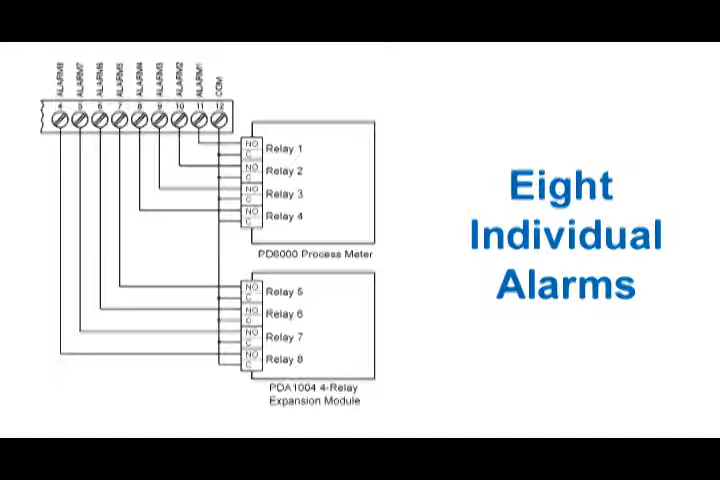 ALARM8
ALARM7
ALARM6
ALARM5
ALARM4
ALARM3
ALARM2
ALARM1
COM
4 5 6 7 8 9 10 11 12
NO
C
Relay 1
NO
C
Relay 2
NO
C
Relay 3
NO
C
Relay 4
PD6000 Process Meter
NO
C
Relay 5
NO
C
Relay 6
NO
C
Relay 7
NO
C
Relay 8
PDA1004 4-Relay
Expansion Module
Eight
Individual
Alarms